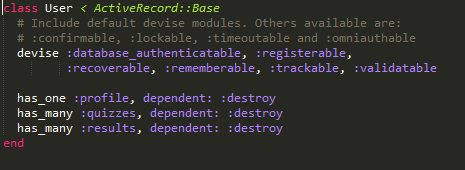 class User < ActiveRecord::Base
  # Include default devise modules. Others available are:
  # :confirmable, :lockable, :timeoutable and :omniauthable
  devise :database_authenticatable, :registerable,
         :recoverable, :rememberable, :trackable, :validatable

  has_one :profile, dependent: :destroy
  has_many :quizzes, dependent: :destroy
  has_many :results, dependent: :destroy
end